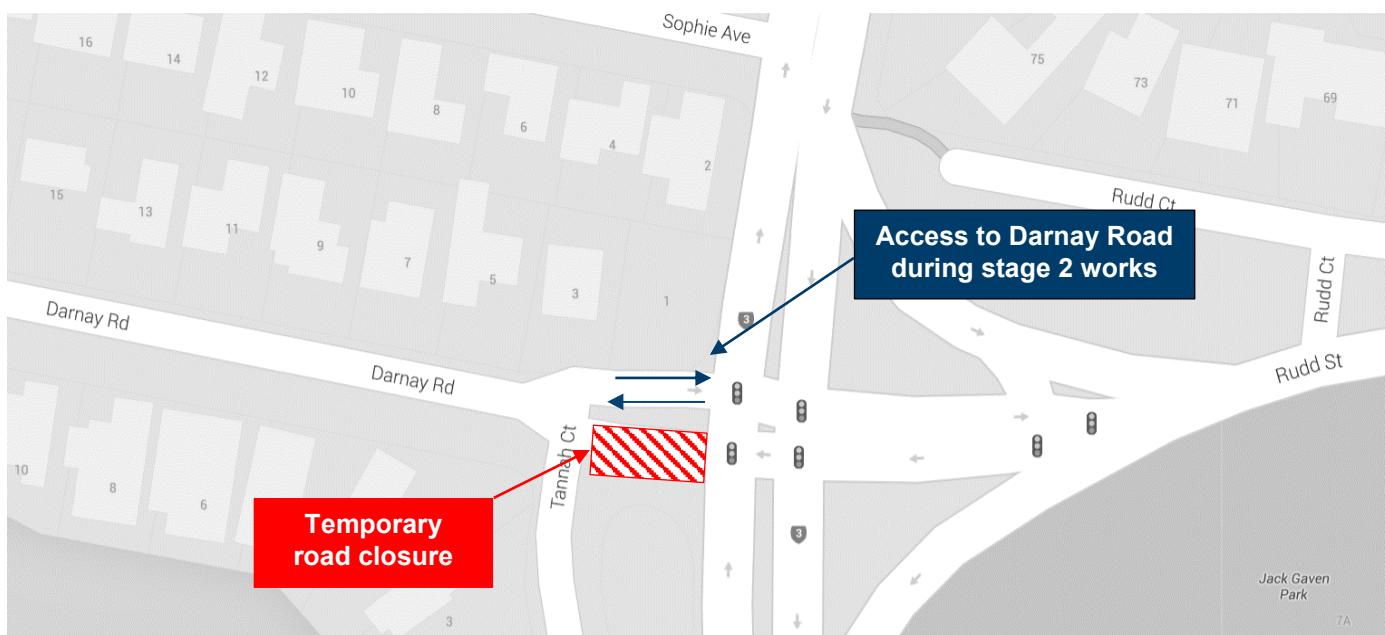 Sophie Ave
16
14
12
10
8
6
4
2
75
73
71
69
15
13
11
9
7
5
3
1
Rudd Ct
Access to Darnay Road
during stage 2 works
Rudd Ct
3
Darnay Rd
Darnay Rd
Rudd St
Tannah Ct
10
8
6
Temporary
road closure
3
Jack Gaven
Park
3
7A